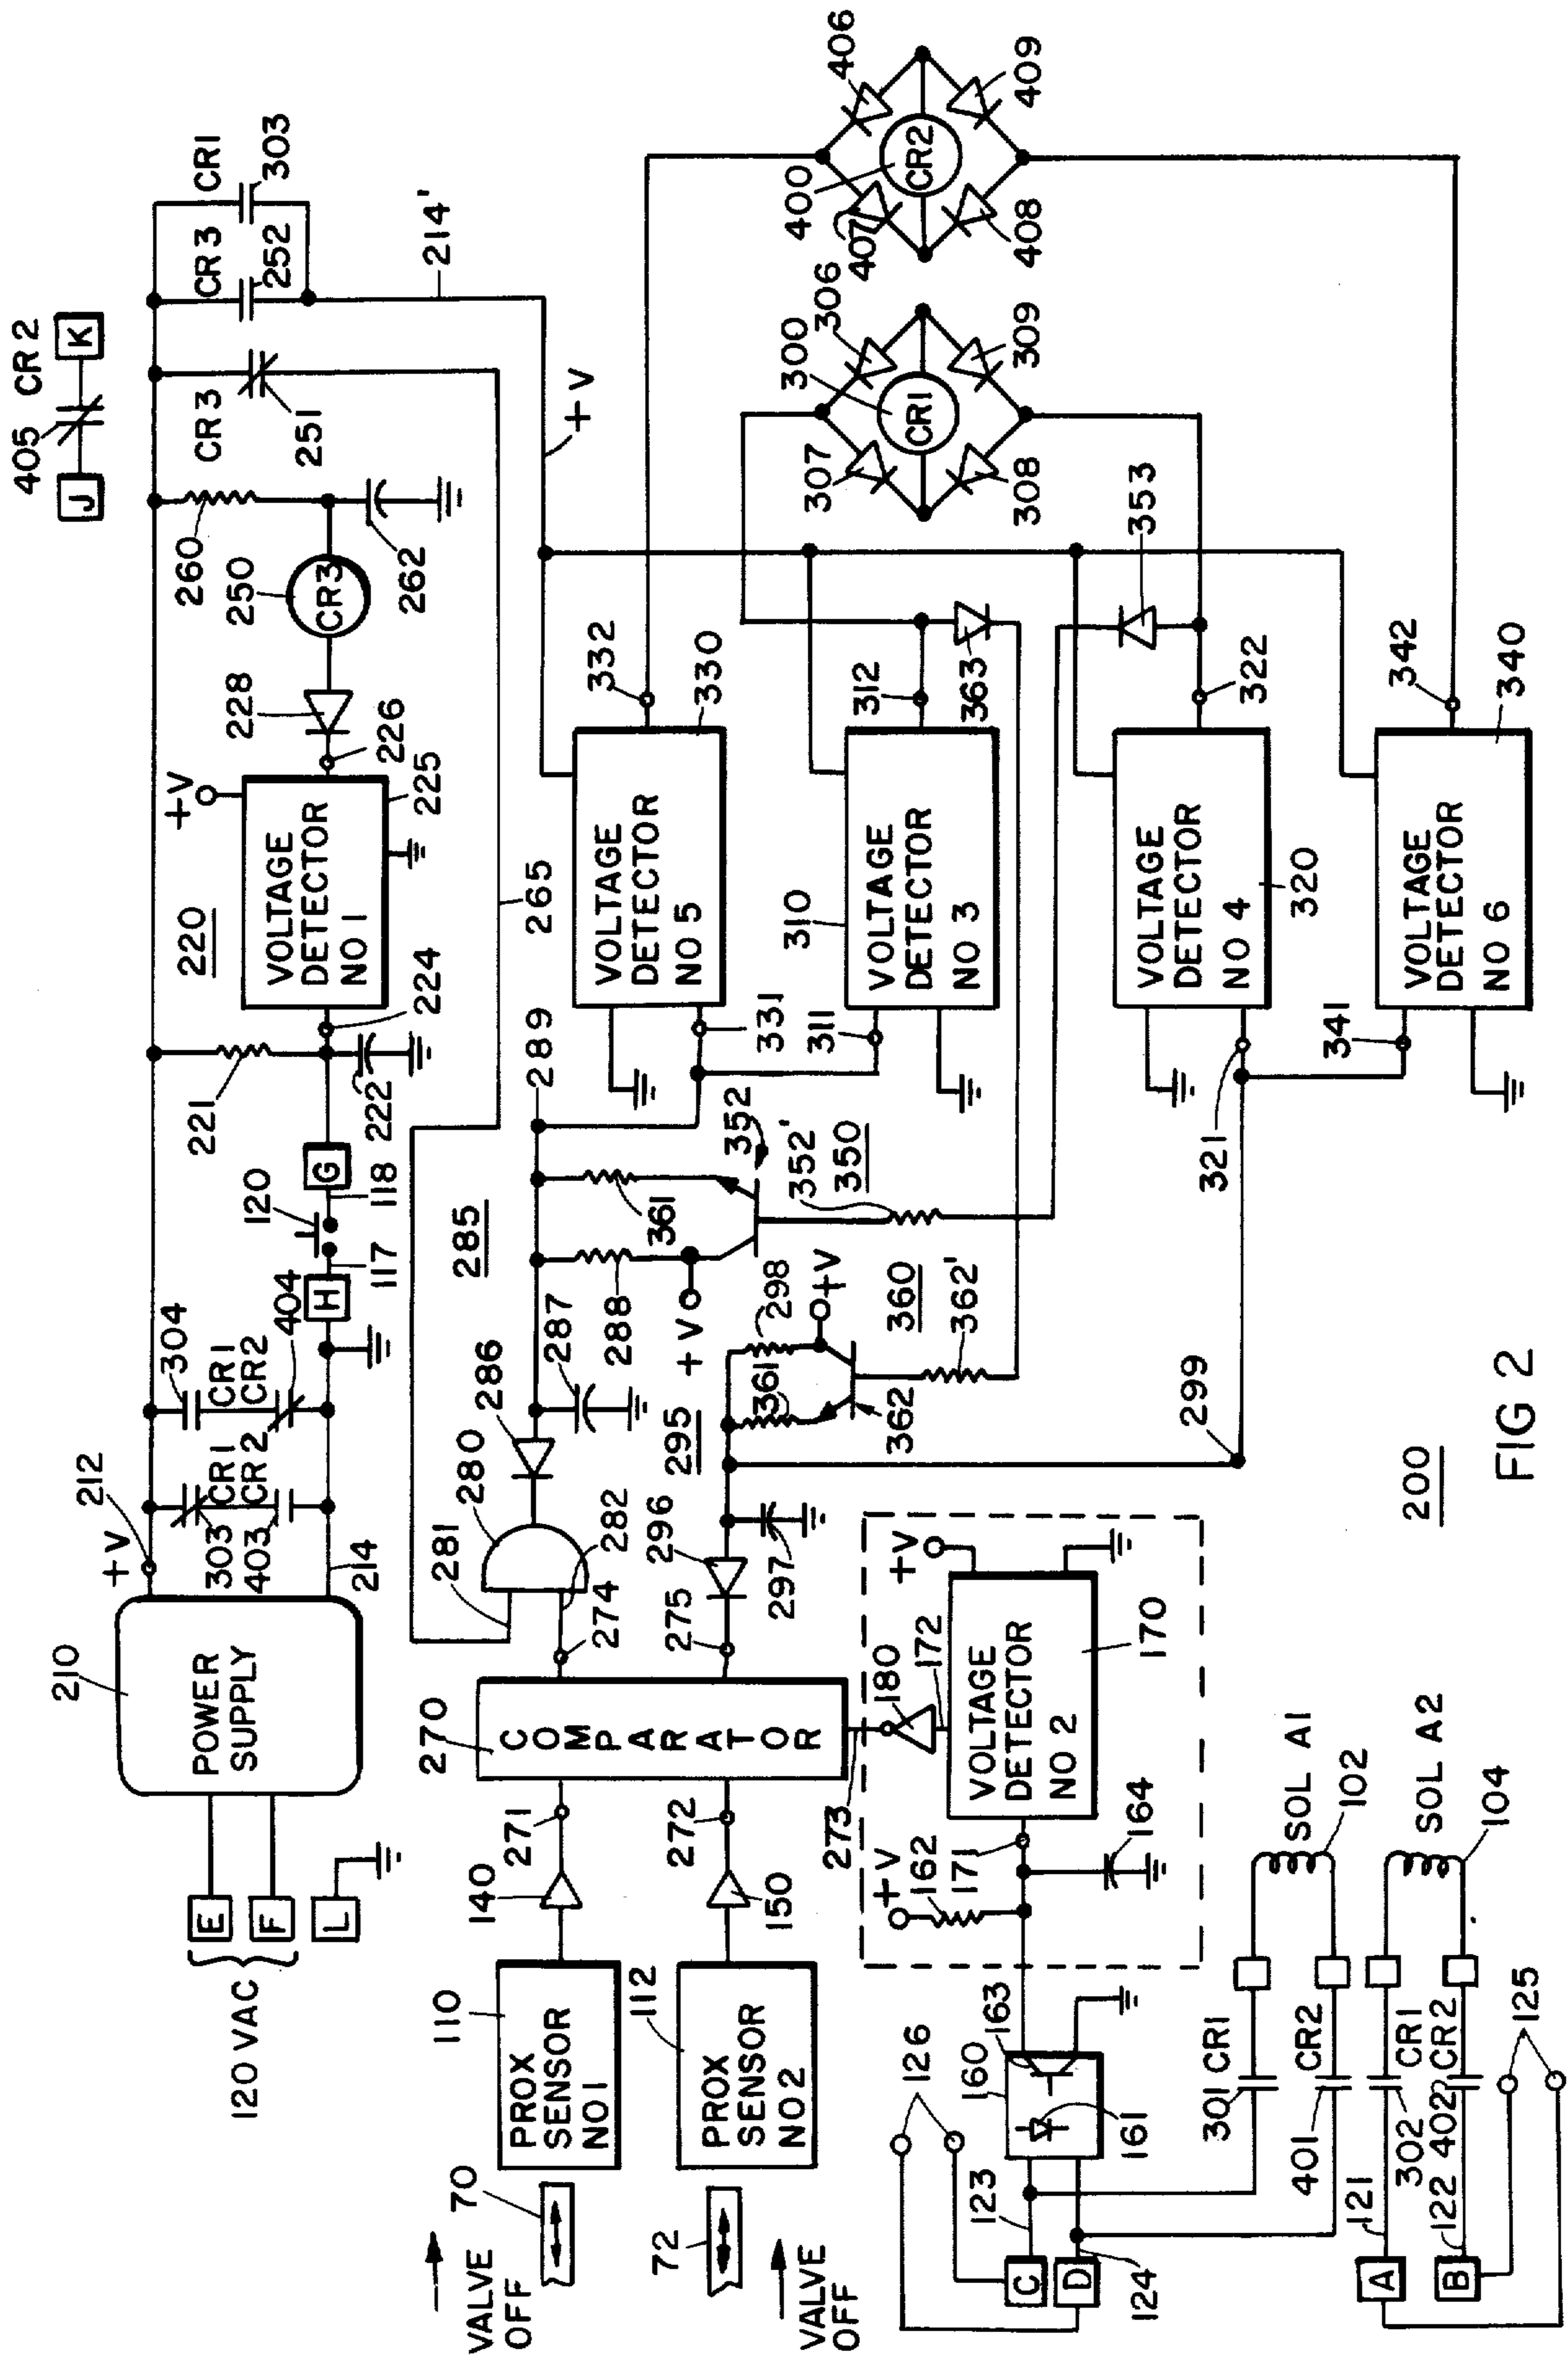 405 CR 2
J
K
210
POWER
SUPPLY
120 VAC
E
F
L
+V
212
303
CR1
403
CR 2
214
304
CR1
CR2
404
H
117
120
118
G
221
222
220
224
VOLTAGE
DETECTOR
NO 1
+V
225
226
228
250
CR3
260
262
CR3
251
CR 3
252
CR1
303
214'
+V
265
110
PROX
SENSOR
NO 1
140
271
112
PROX
SENSOR
NO 2
150
272
70
VALVE
OFF
72
VALVE
OFF
270
COMPARATOR
273
274
275
280
281
282
285
286
287
288
+V
289
295
296
297
298
+V
299
350
352
352'
361
360
361
362
362'
330
VOLTAGE
DETECTOR
NO 5
331
332
310
VOLTAGE
DETECTOR
NO 3
311
312
363
353
320
VOLTAGE
DETECTOR
NO 4
321
322
340
VOLTAGE
DETECTOR
NO 6
341
342
300
CR1
306
307
308
309
400
CR2
406
407
408
409
126
123
124
C
D
160
161
163
+V
162
171
164
VOLTAGE
DETECTOR
NO 2
170
172
180
+V
301 CR1
401
CR2
SOL A1
102
302
CR1
402
CR2
SOL A2
104
121
122
A
B
125
200
FIG 2